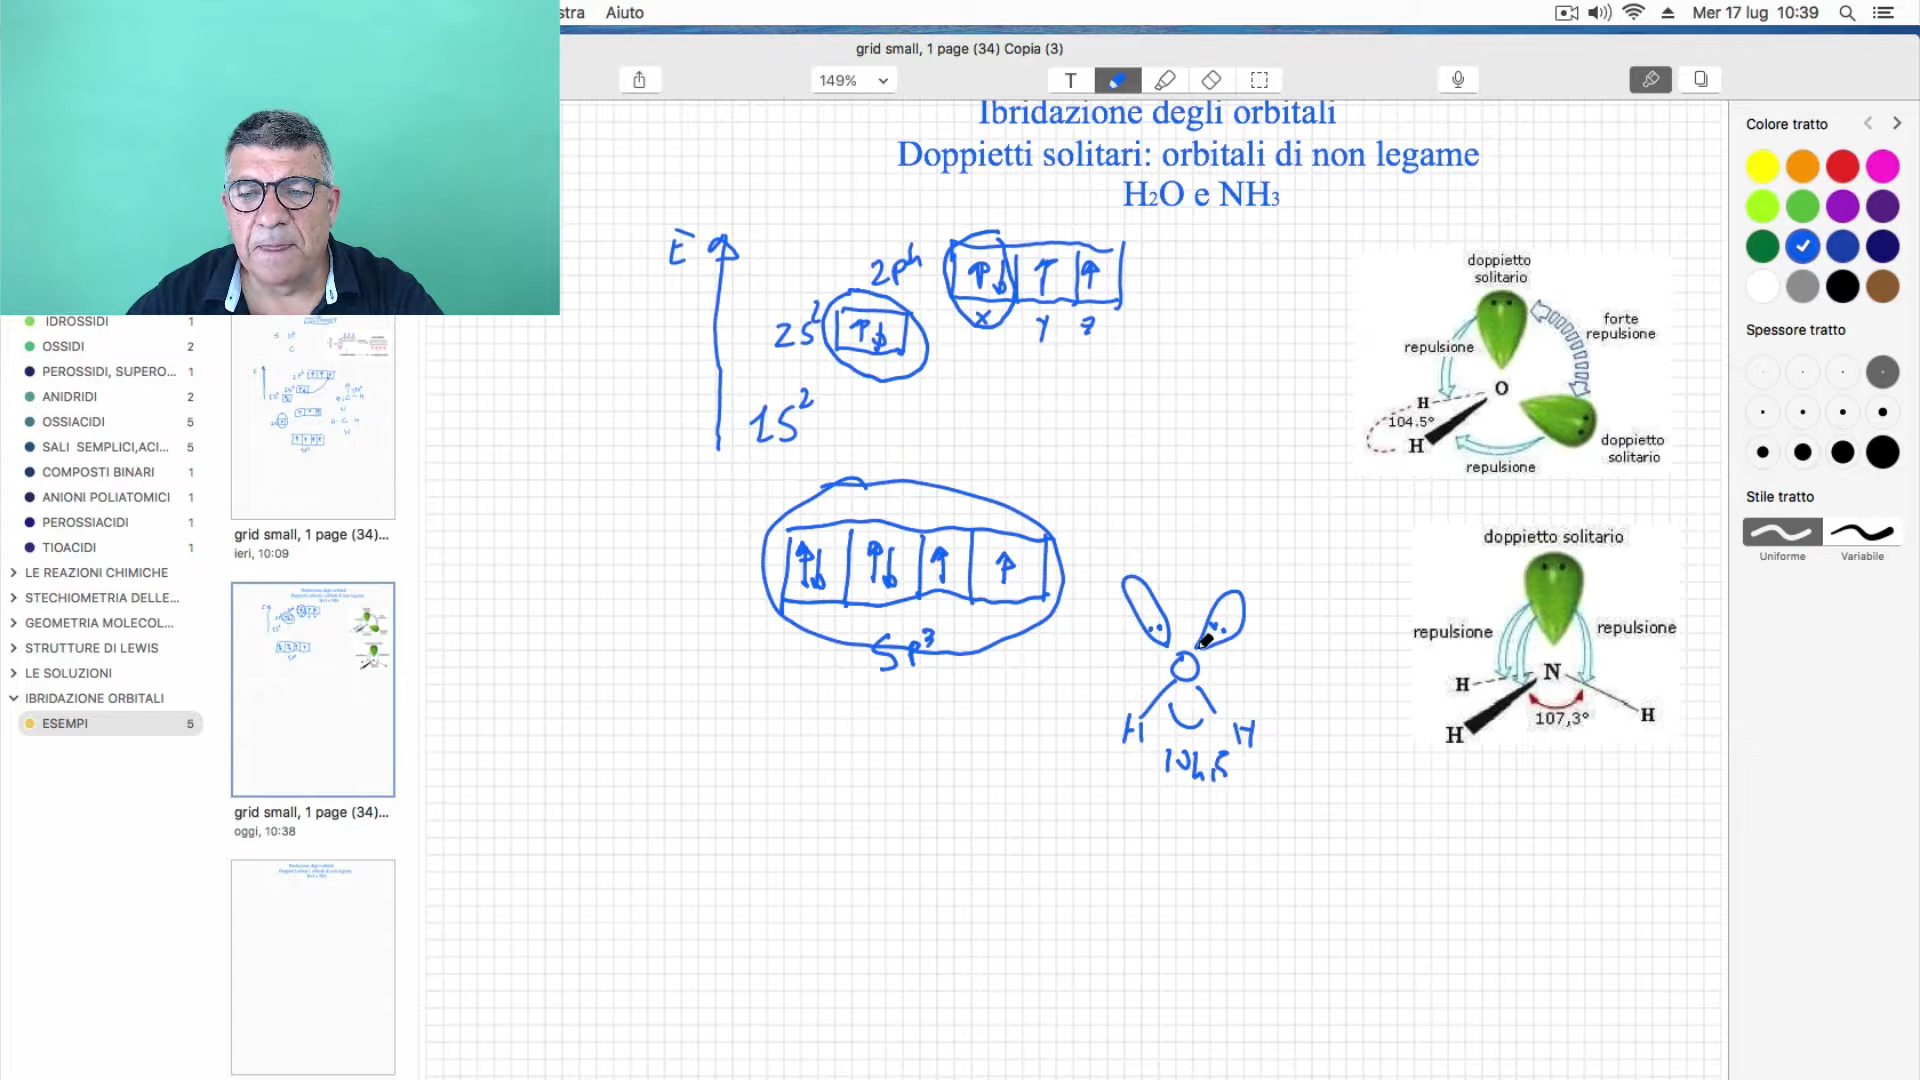 stra Aiuto
Mer 17 lug 10:39
grid small, 1 page (34) Copia (3)
149%
T
Ibridazione degli orbitali
Doppietti solitari: orbitali di non legame
H2O e NH3
E
2p4
x y z
2s2
1s2
sp3
O
H H
104,5
doppietto
solitario
forte
repulsione
repulsione
O
H
104.5°
H
doppietto
solitario
repulsione
doppietto solitario
repulsione
repulsione
N
H
107,3°
H
H
Colore tratto
Spessore tratto
Stile tratto
Uniforme
Variabile
IDROSSIDI 1
OSSIDI 2
PEROSSIDI, SUPERO... 1
ANIDRIDI 2
OSSIACIDI 5
SALI SEMPLICI,ACI... 5
COMPOSTI BINARI 1
ANIONI POLIATOMICI 1
PEROSSIACIDI 1
TIOACIDI 1
LE REAZIONI CHIMICHE
STECHIOMETRIA DELLE...
GEOMETRIA MOLECOL...
STRUTTURE DI LEWIS
LE SOLUZIONI
IBRIDAZIONE ORBITALI
ESEMPI 5
grid small, 1 page (34)...
ieri, 10:09
grid small, 1 page (34)...
oggi, 10:38